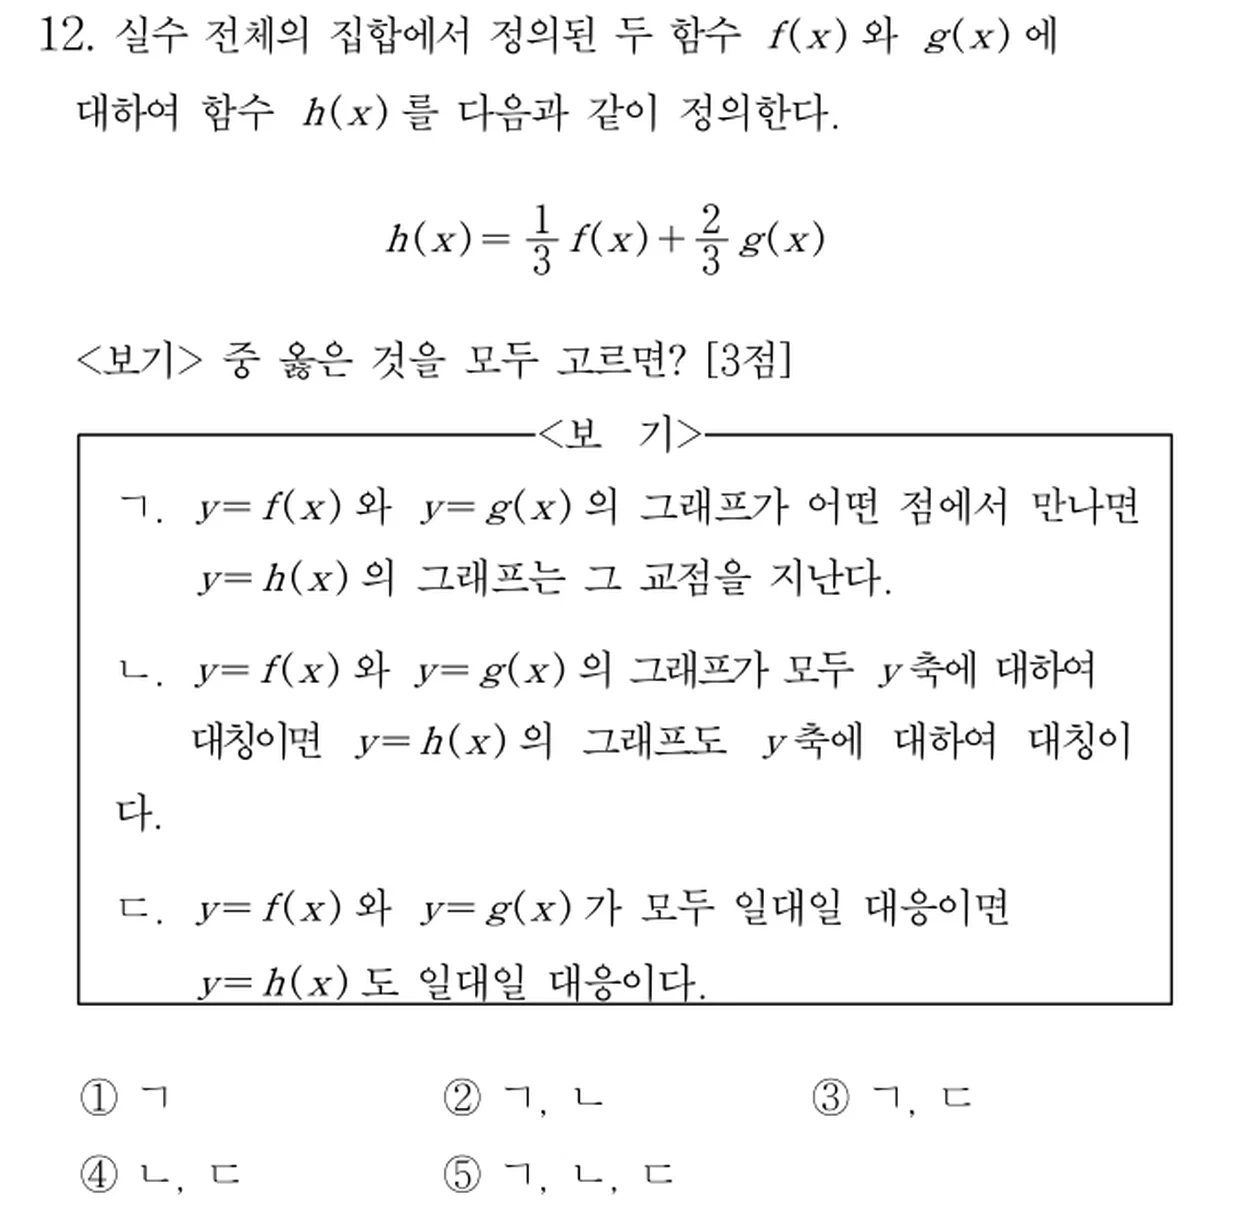 12. 실수 전체의 집합에서 정의된 두 함수 f(x)와 g(x)에
대하여 함수 h(x)를 다음과 같이 정의한다.
h(x)= 1/3 f(x)+ 2/3 g(x)
<보기> 중 옳은 것을 모두 고르면? [3점]
<보 기>
ㄱ. y=f(x)와 y=g(x)의 그래프가 어떤 점에서 만나면
y=h(x)의 그래프는 그 교점을 지난다.
ㄴ. y=f(x)와 y=g(x)의 그래프가 모두 y축에 대하여
대칭이면 y=h(x)의 그래프도 y축에 대하여 대칭이
다.
ㄷ. y=f(x)와 y=g(x)가 모두 일대일 대응이면
y=h(x)도 일대일 대응이다.
① ㄱ ② ㄱ, ㄴ ③ ㄱ, ㄷ
④ ㄴ, ㄷ ⑤ ㄱ, ㄴ, ㄷ